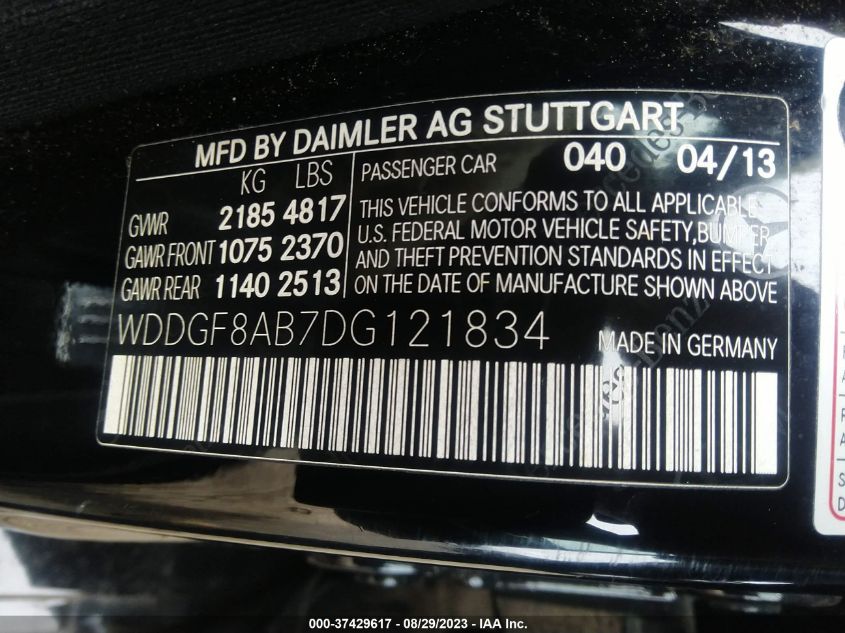 MFD BY DAIMLER AG STUTTGART
KG LBS
GVWR 2185 4817
GAWR FRONT 1075 2370
GAWR REAR 1140 2513
PASSENGER CAR 040 04/13
THIS VEHICLE CONFORMS TO ALL APPLICABLE
U.S. FEDERAL MOTOR VEHICLE SAFETY, BUMPER,
AND THEFT PREVENTION STANDARDS IN EFFECT
ON THE DATE OF MANUFACTURE SHOWN ABOVE
WDDGF8AB7DG121834 MADE IN GERMANY
000-37429617 - 08/29/2023 - Copyright © 2023 - IAA, Inc.